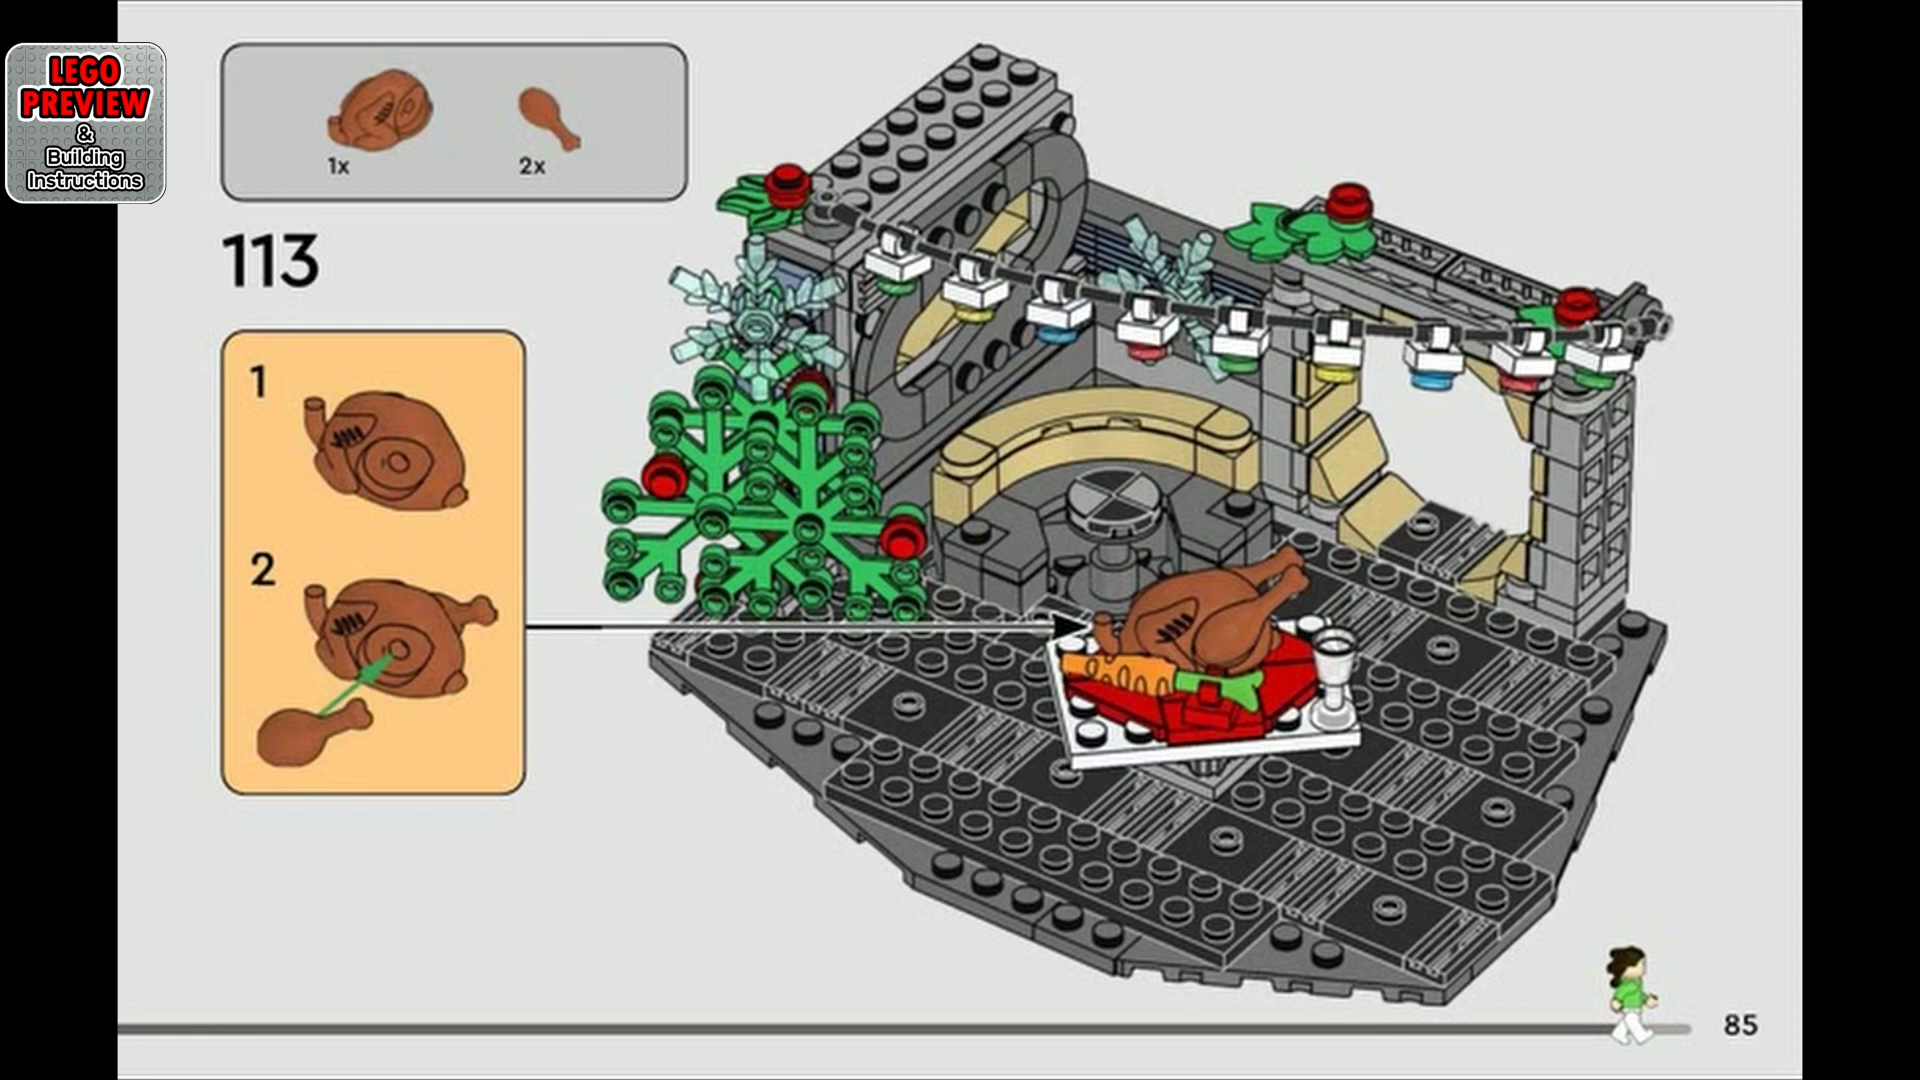 LEGO
PREVIEW
&
Building
Instructions
1x
2x
113
1
2
85